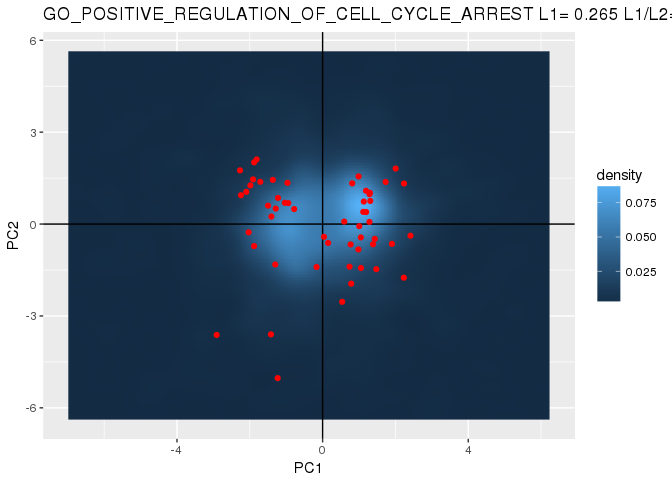 GO_POSITIVE_REGULATION_OF_CELL_CYCLE_ARREST L1= 0.265 L1/L2=
6
3
0
-3
-6
PC2
-4
0
4
PC1
density
0.075
0.050
0.025